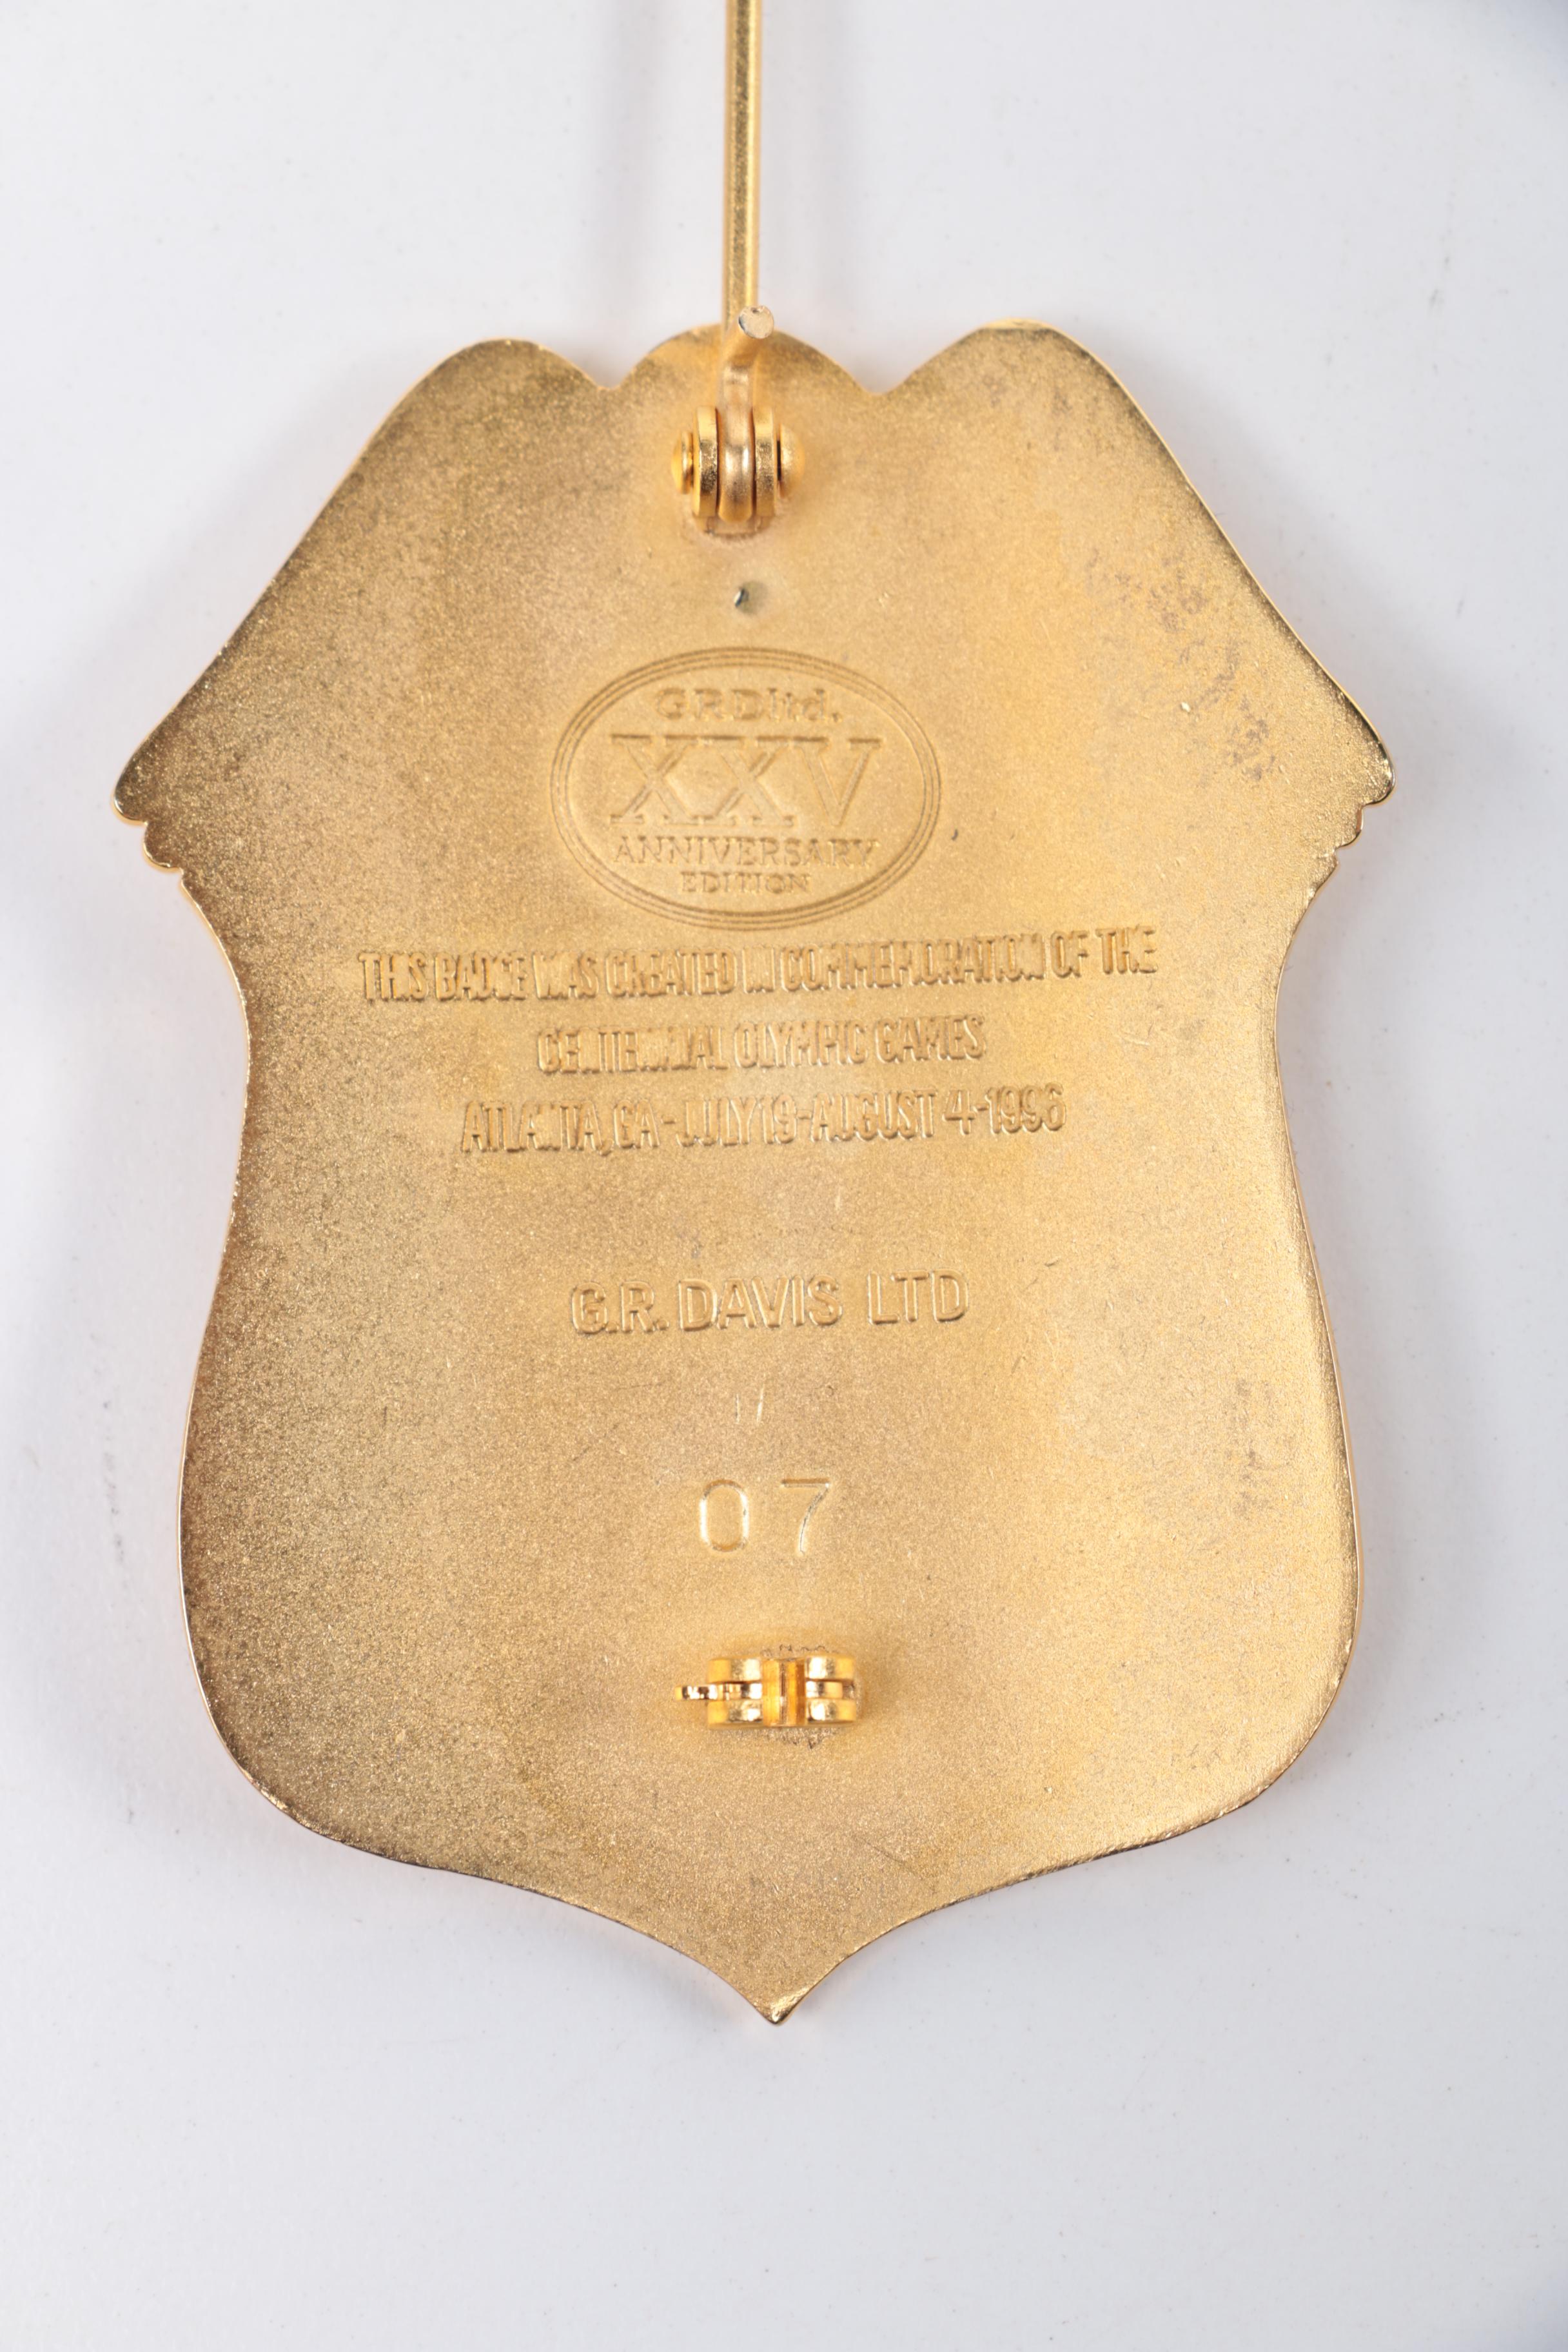 GRDltd.
XXV
ANNIVERSARY
EDITION
THIS BADGE WAS CREATED IN COMMEMORATION OF THE
CENTENNIAL OLYMPIC GAMES
ATLANTA, GA - JULY 19 - AUGUST 4 - 1996
G.R. DAVIS LTD
07